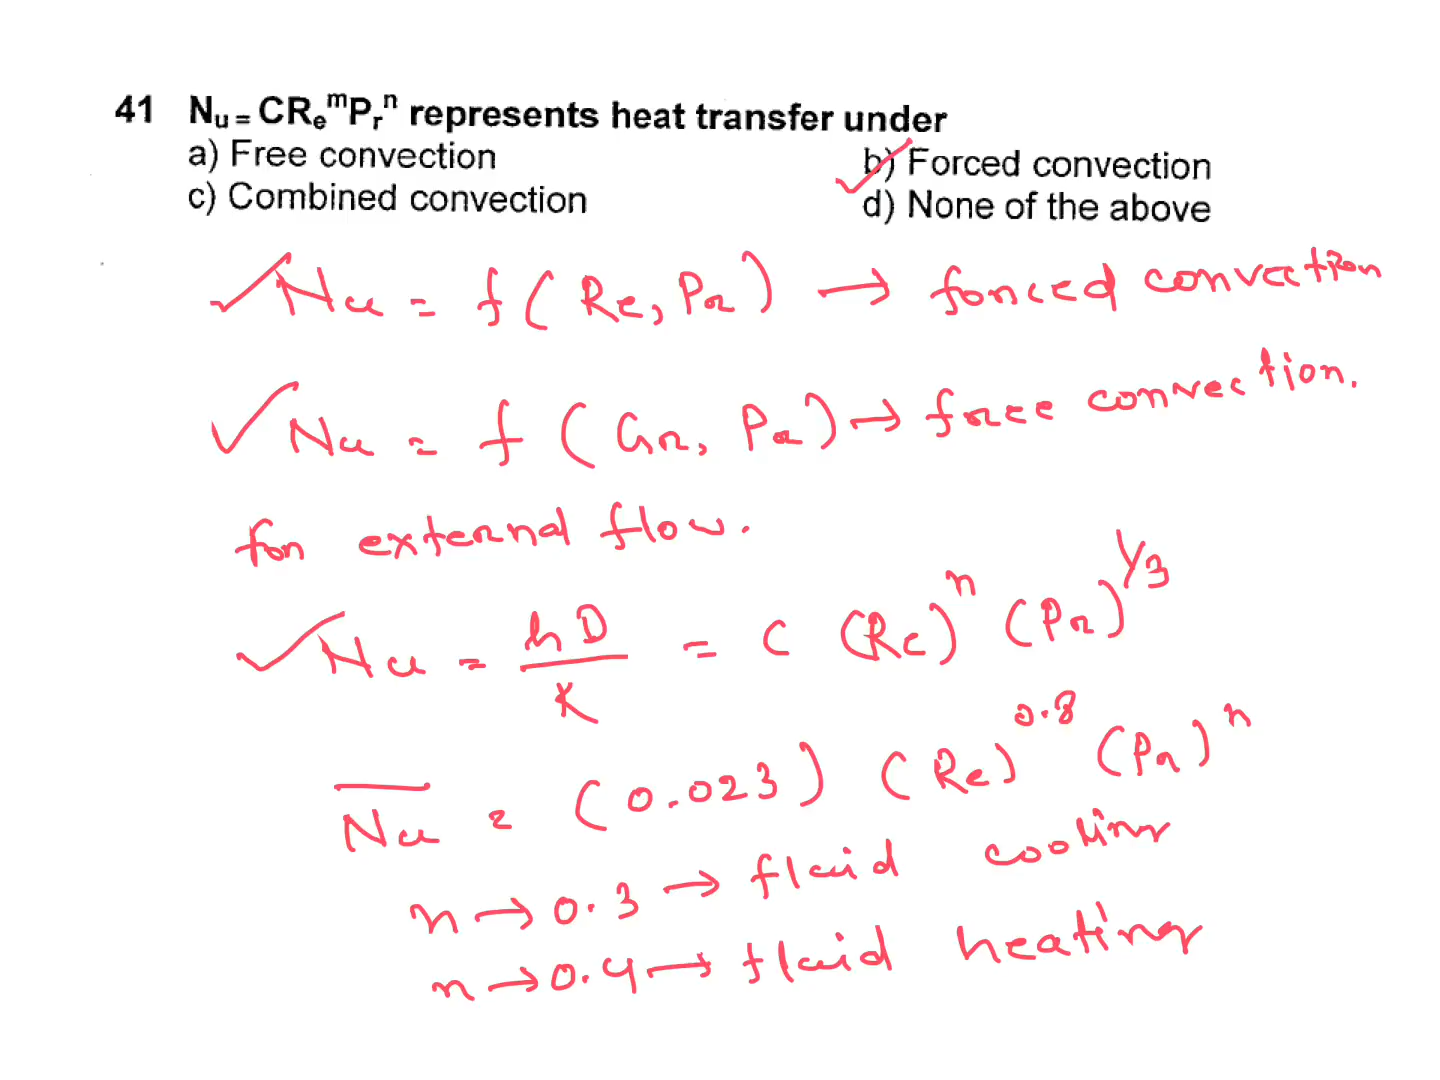 41 Nu = CRe^mPr^n represents heat transfer under
a) Free convection
b) Forced convection
c) Combined convection
d) None of the above
Nu = f(Re, Pr) → forced convection
Nu = f(Gr, Pr) → free convection.
for external flow.
Nu = hD/K = C (Re)^n (Pr)^1/3
N̅u̅ = (0.023) (Re)^0.8 (Pr)^n
n → 0.3 → fluid cooling
n → 0.4 → fluid heating